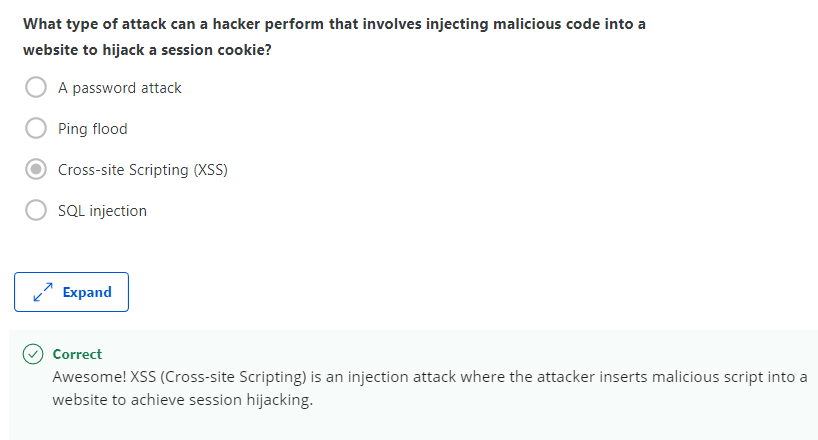 What type of attack can a hacker perform that involves injecting malicious code into a
website to hijack a session cookie?
A password attack
Ping flood
Cross-site Scripting (XSS)
SQL injection
Expand
Correct
Awesome! XSS (Cross-site Scripting) is an injection attack where the attacker inserts malicious script into a
website to achieve session hijacking.